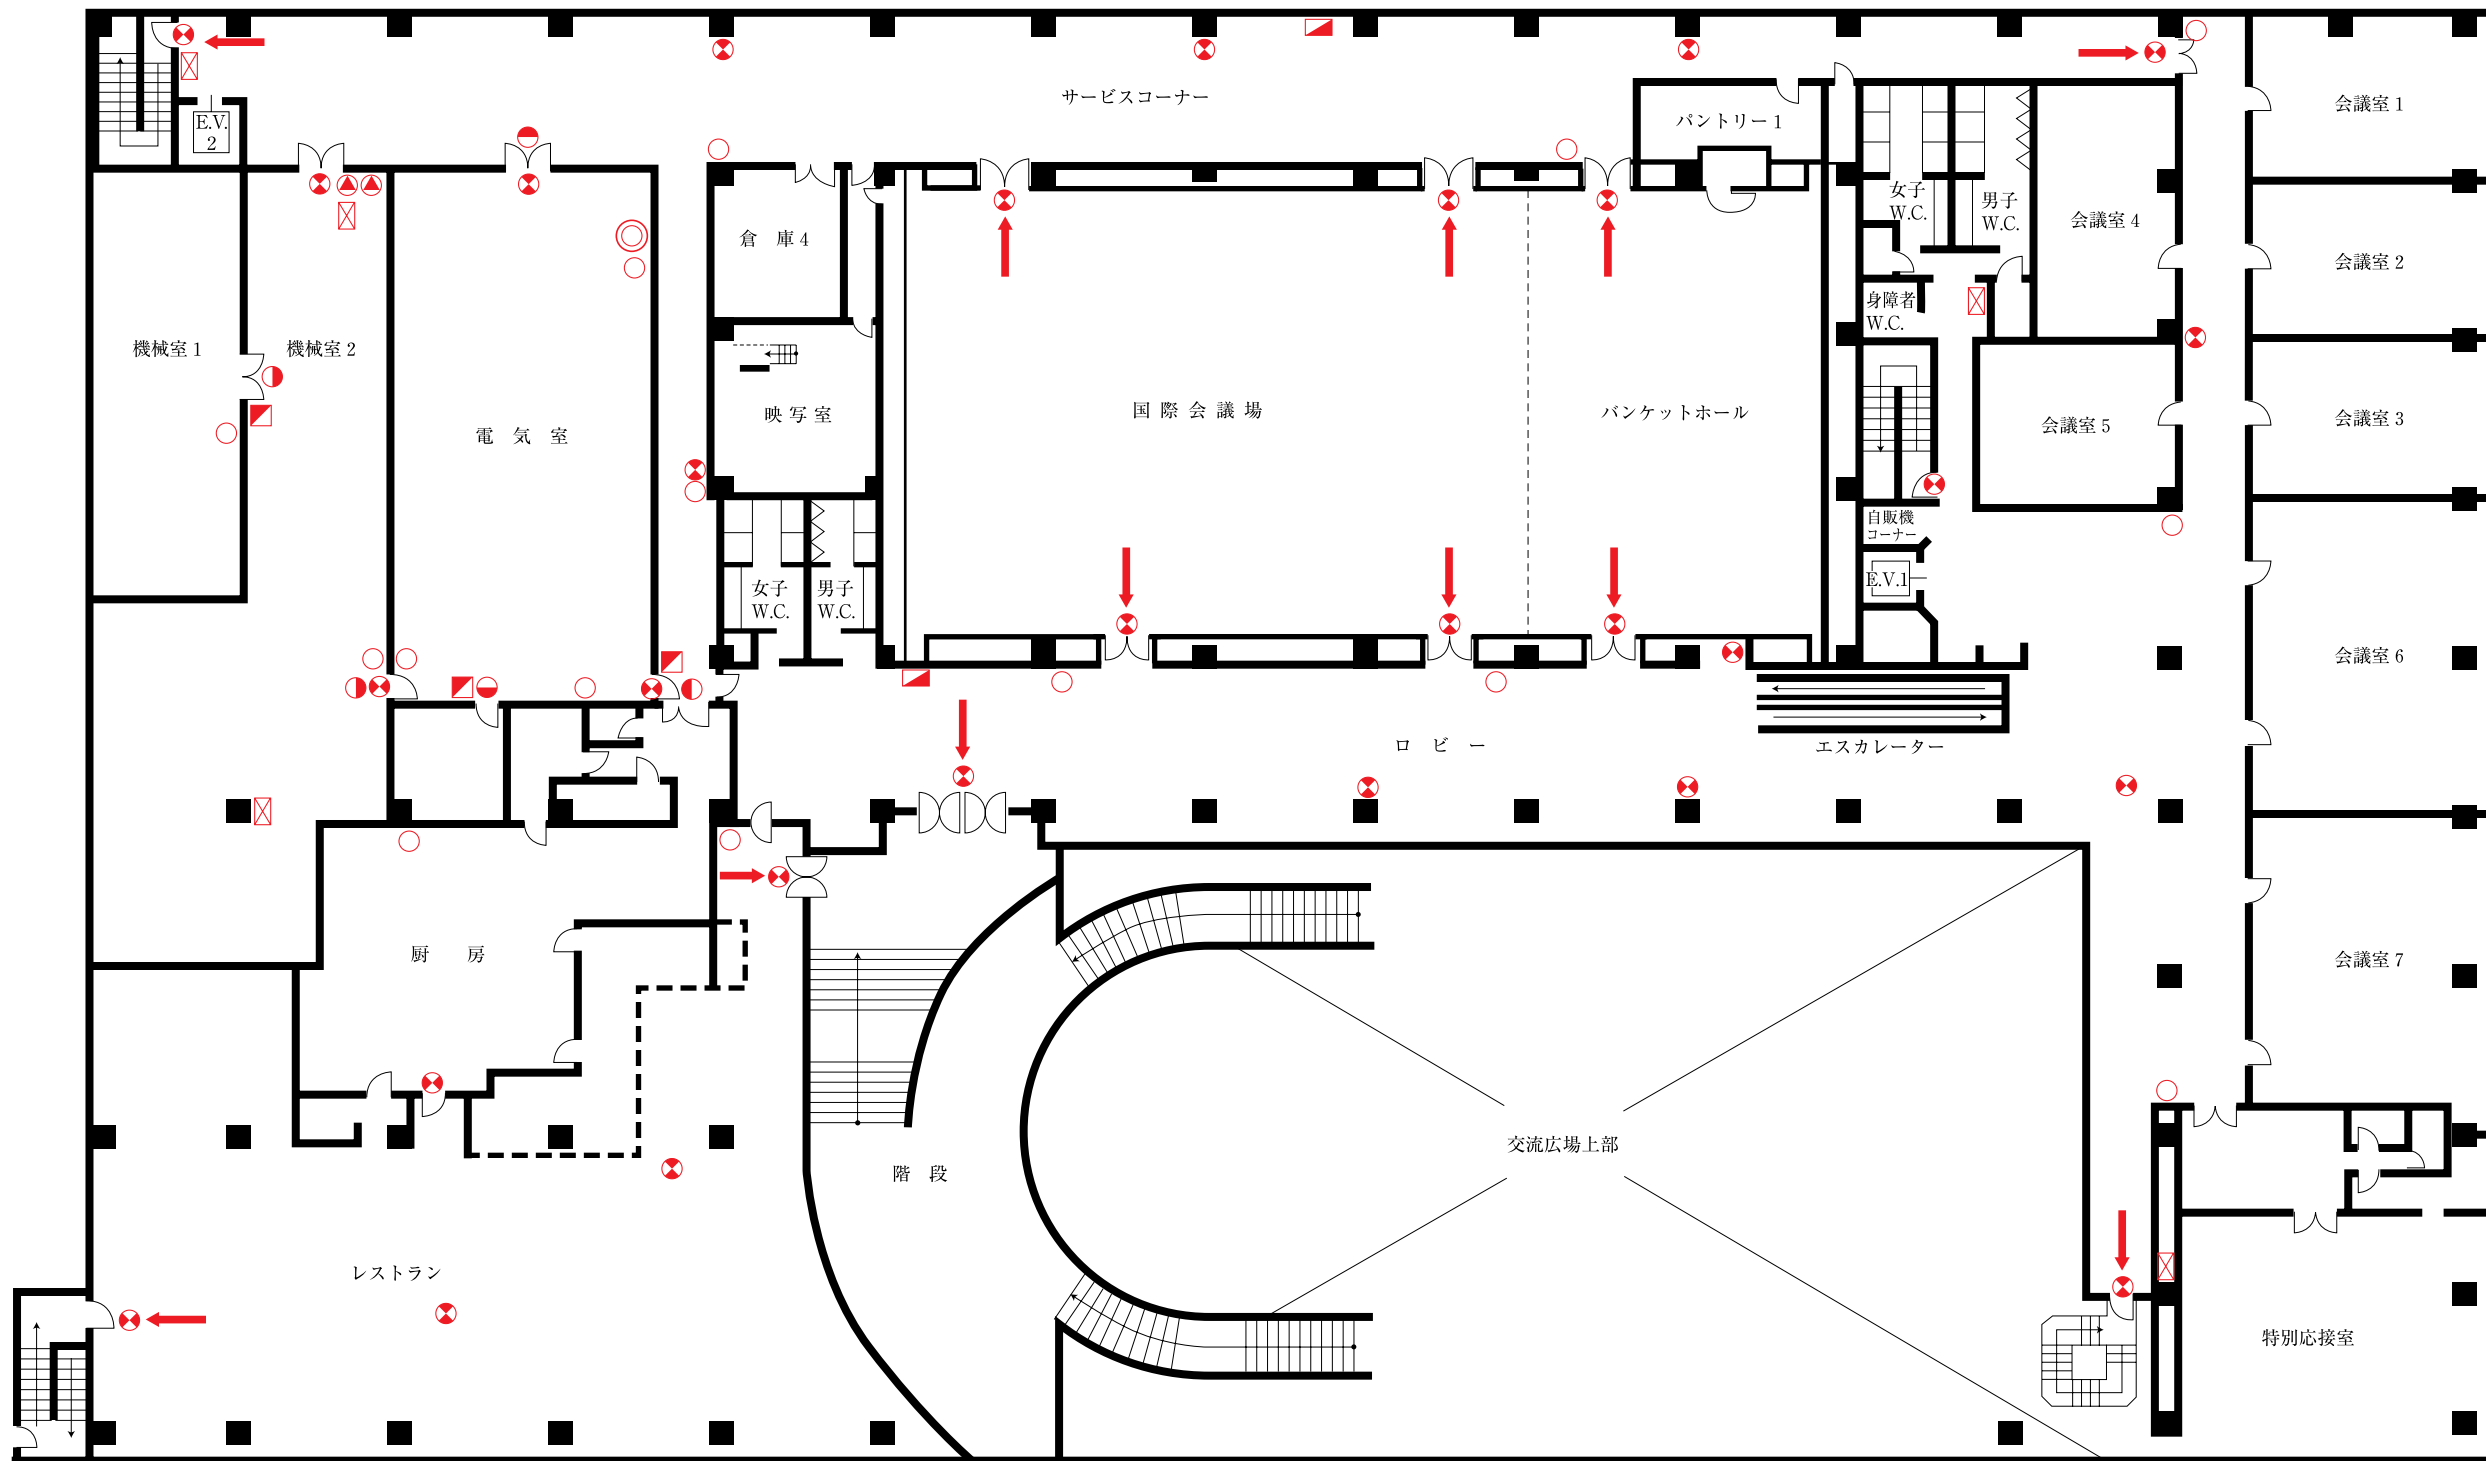 サービスコーナー
会議室 1
E.V.
2
パントリー 1
女子
W.C.
男子
W.C.
会議室 4
倉 庫 4
会議室 2
身障者
W.C.
機械室 1
機械室 2
映 写 室
国 際 会 議 場
バンケットホール
会議室 5
会議室 3
電 気 室
自販機
コーナー
E.V.1
女子
W.C.
男子
W.C.
会議室 6
ロ ビ ー
エスカレーター
厨 房
会議室 7
交流広場上部
階 段
レストラン
特別応接室